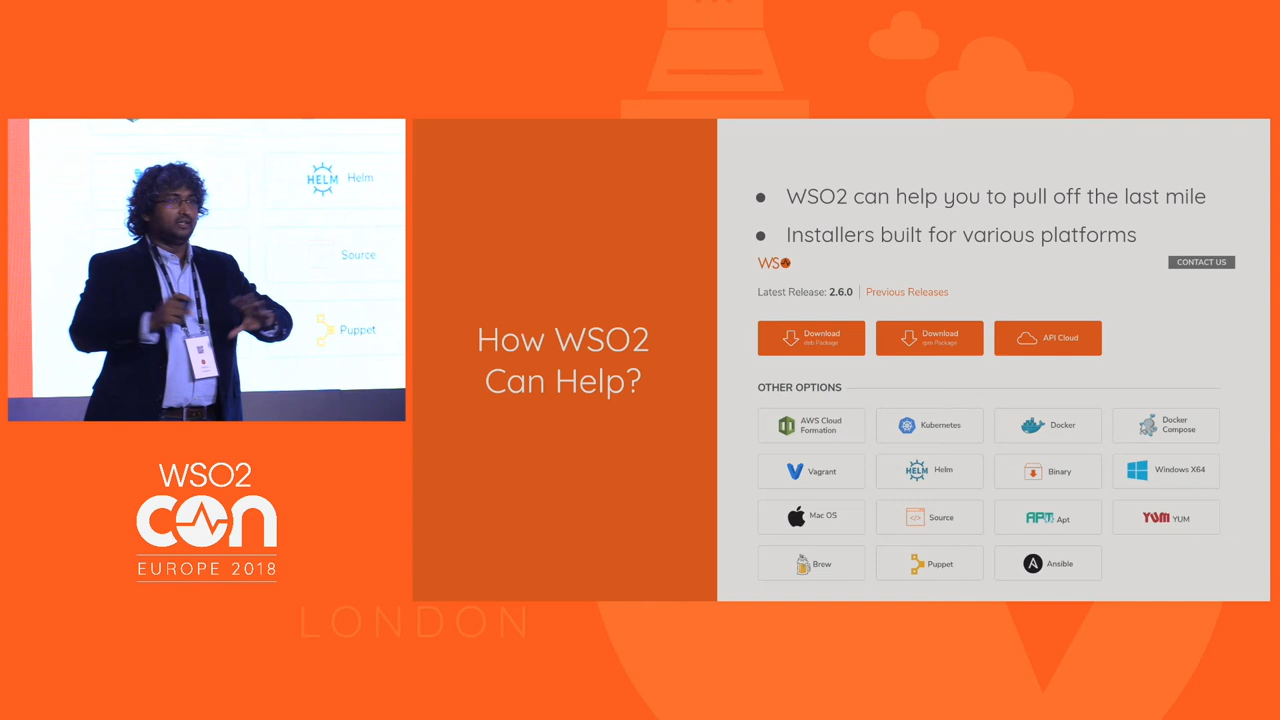 HELM Helm
Source
Puppet
WSO2
con
EUROPE 2018
LONDON
How WSO2
Can Help?
● WSO2 can help you to pull off the last mile
● Installers built for various platforms
WSO2
CONTACT US
Latest Release: 2.6.0 | Previous Releases
Download
deb Package
Download
rpm Package
API Cloud
OTHER OPTIONS
AWS Cloud
Formation
Kubernetes
Docker
Docker
Compose
Vagrant
HELM Helm
Binary
Windows X64
Mac OS
</> Source
APT Apt
YUM YUM
Brew
Puppet
Ansible